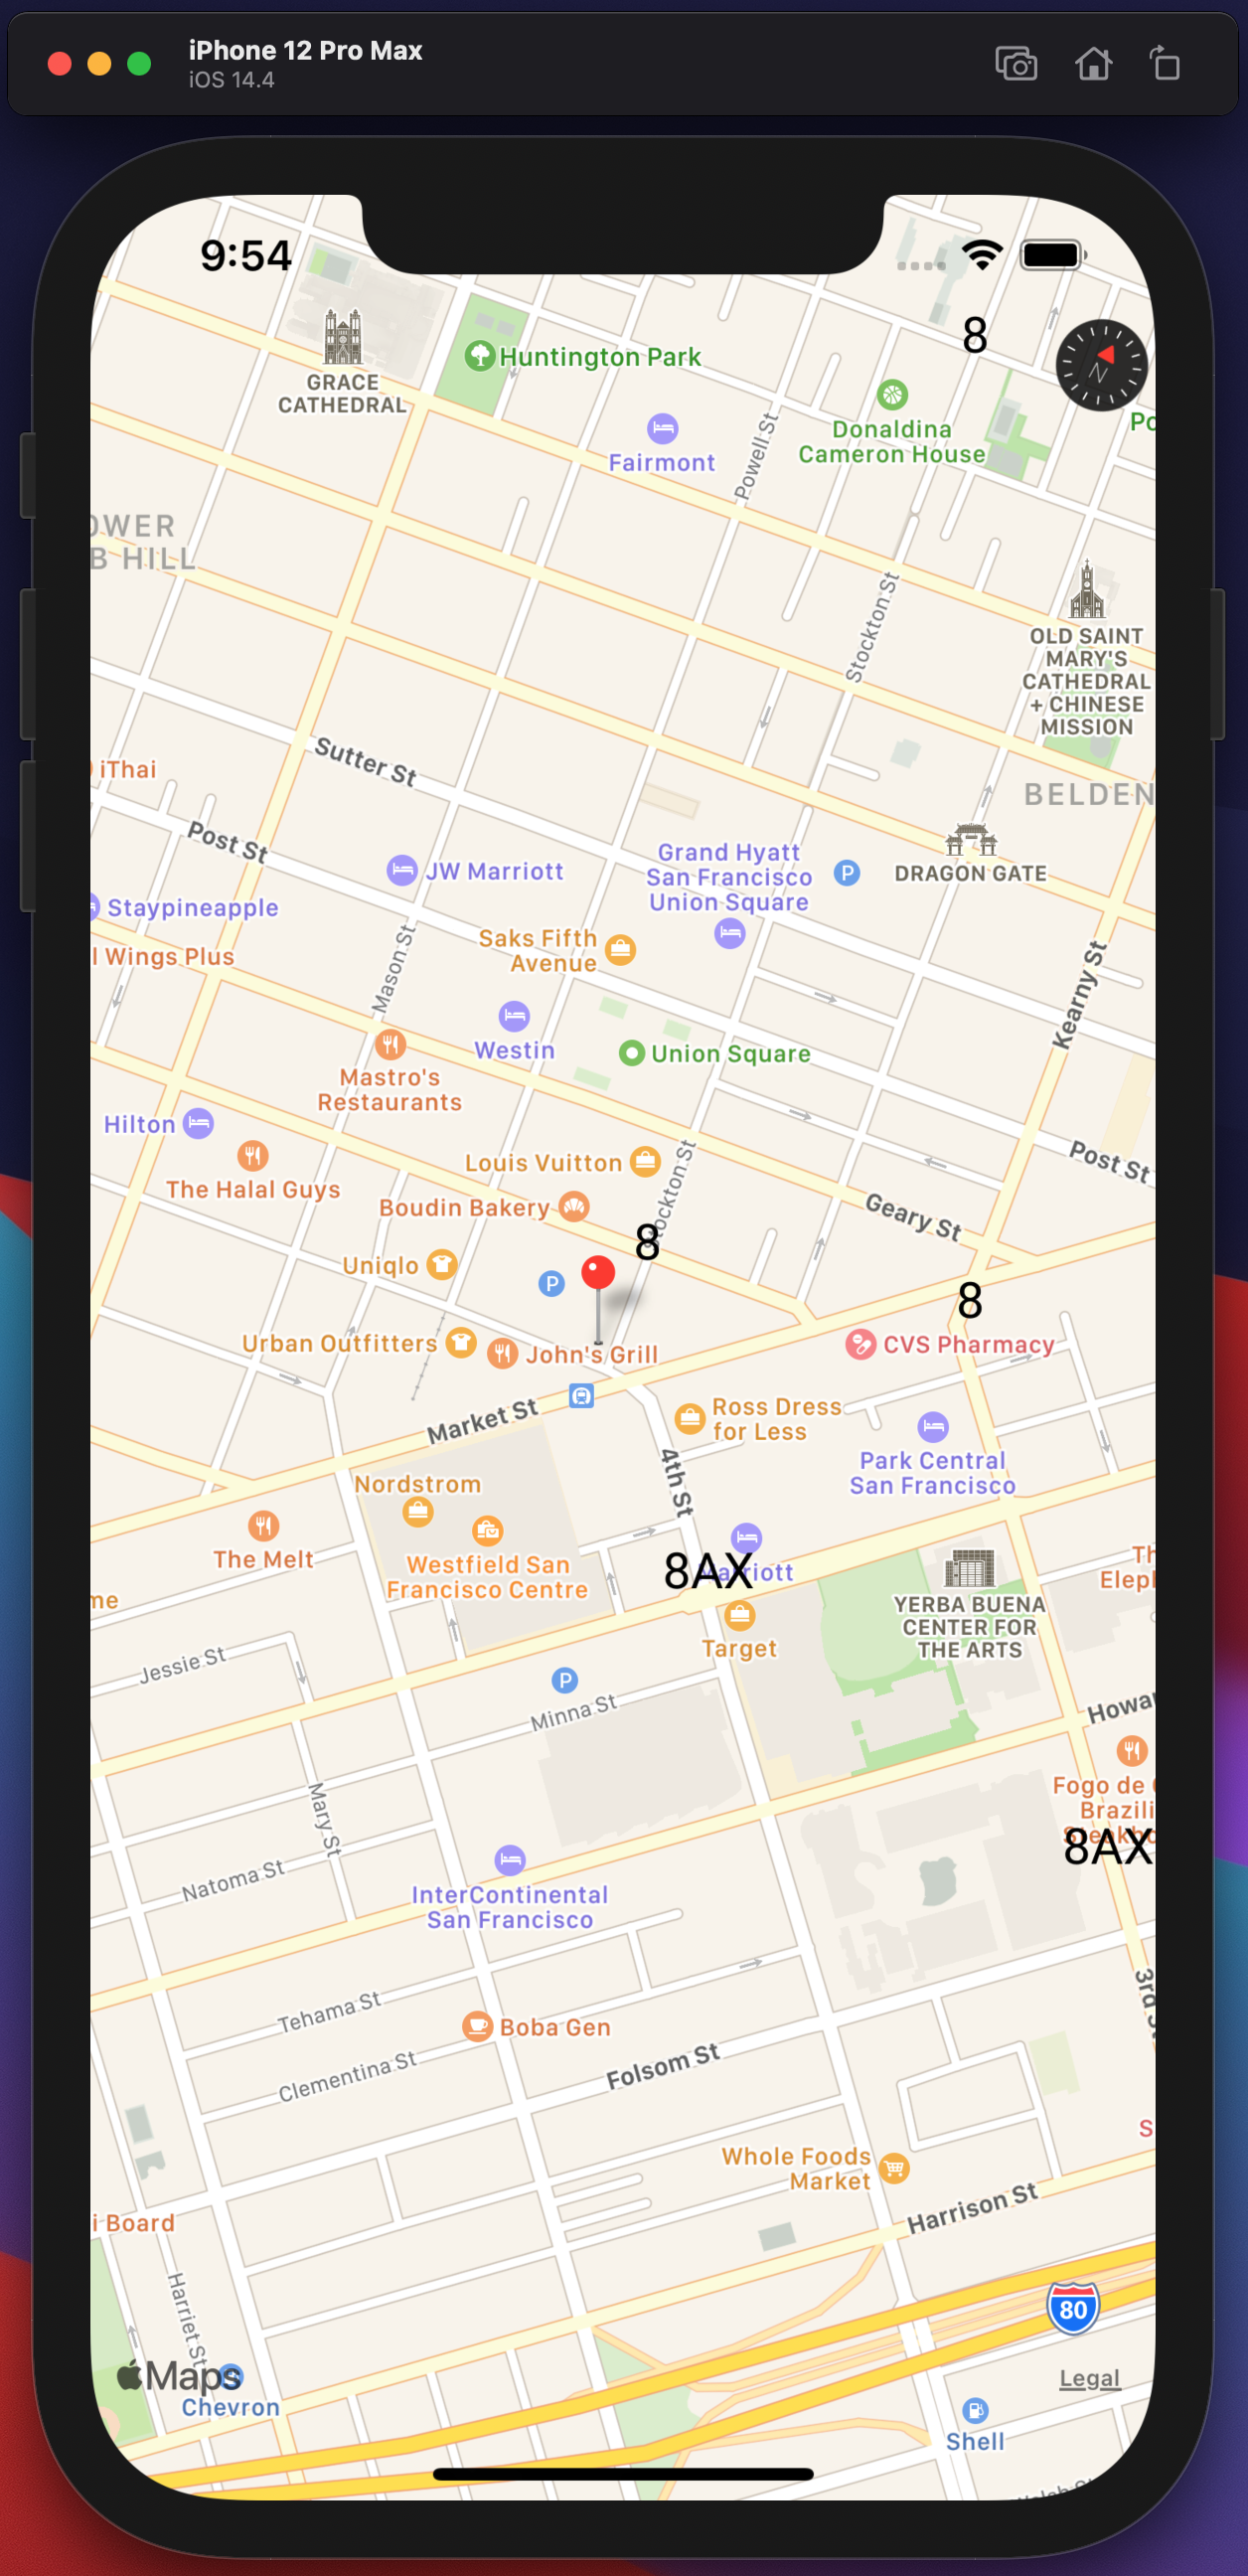 iPhone 12 Pro Max
iOS 14.4
9:54
8
GRACE
CATHEDRAL
Huntington Park
N
Fairmont
Powell St
Donaldina
Cameron House
Po
OWER
B HILL
Stockton St
OLD SAINT
MARY'S
CATHEDRAL
+ CHINESE
MISSION
Sutter St
iThai
BELDEN
Post St
JW Marriott
Grand Hyatt
San Francisco
Union Square
P
DRAGON GATE
Staypineapple
l Wings Plus
Mason St
Saks Fifth
Avenue
Kearny St
Westin
Union Square
Mastro's
Restaurants
Hilton
The Halal Guys
Louis Vuitton
Stockton St
Post St
Boudin Bakery
Geary St
8
Uniqlo
P
8
Urban Outfitters
John's Grill
CVS Pharmacy
Market St
Ross Dress
for Less
4th St
Park Central
San Francisco
Nordstrom
The Melt
Westfield San
Francisco Centre
8AX
Marriott
Th
Elep
me
YERBA BUENA
CENTER FOR
THE ARTS
Target
Jessie St
P
Minna St
Howar
Mary St
Fogo de
Brazili
8AX
Natoma St
InterContinental
San Francisco
3rd S
Tehama St
Boba Gen
Clementina St
Folsom St
S
Whole Foods
Market
Harrison St
i Board
Harriet St
80
Maps
Chevron
Legal
Shell